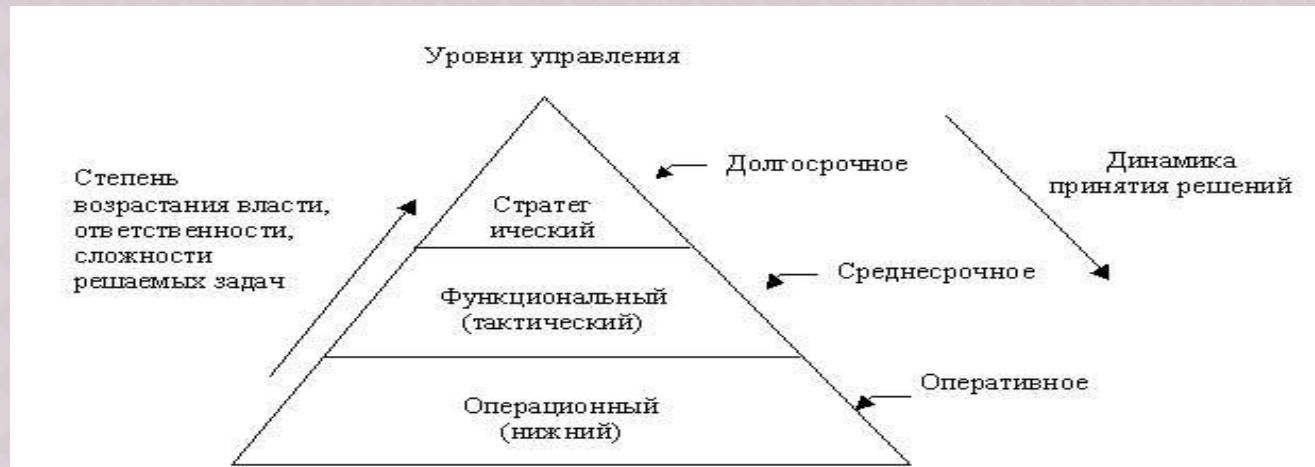 Уровни управления
Степень
возрастания власти,
ответственности,
сложности
решаемых задач
Стратег
ический
Функциональный
(тактический)
Операционный
(нижний)
Долгосрочное
Среднесрочное
Оперативное
Динамика
принятия решений